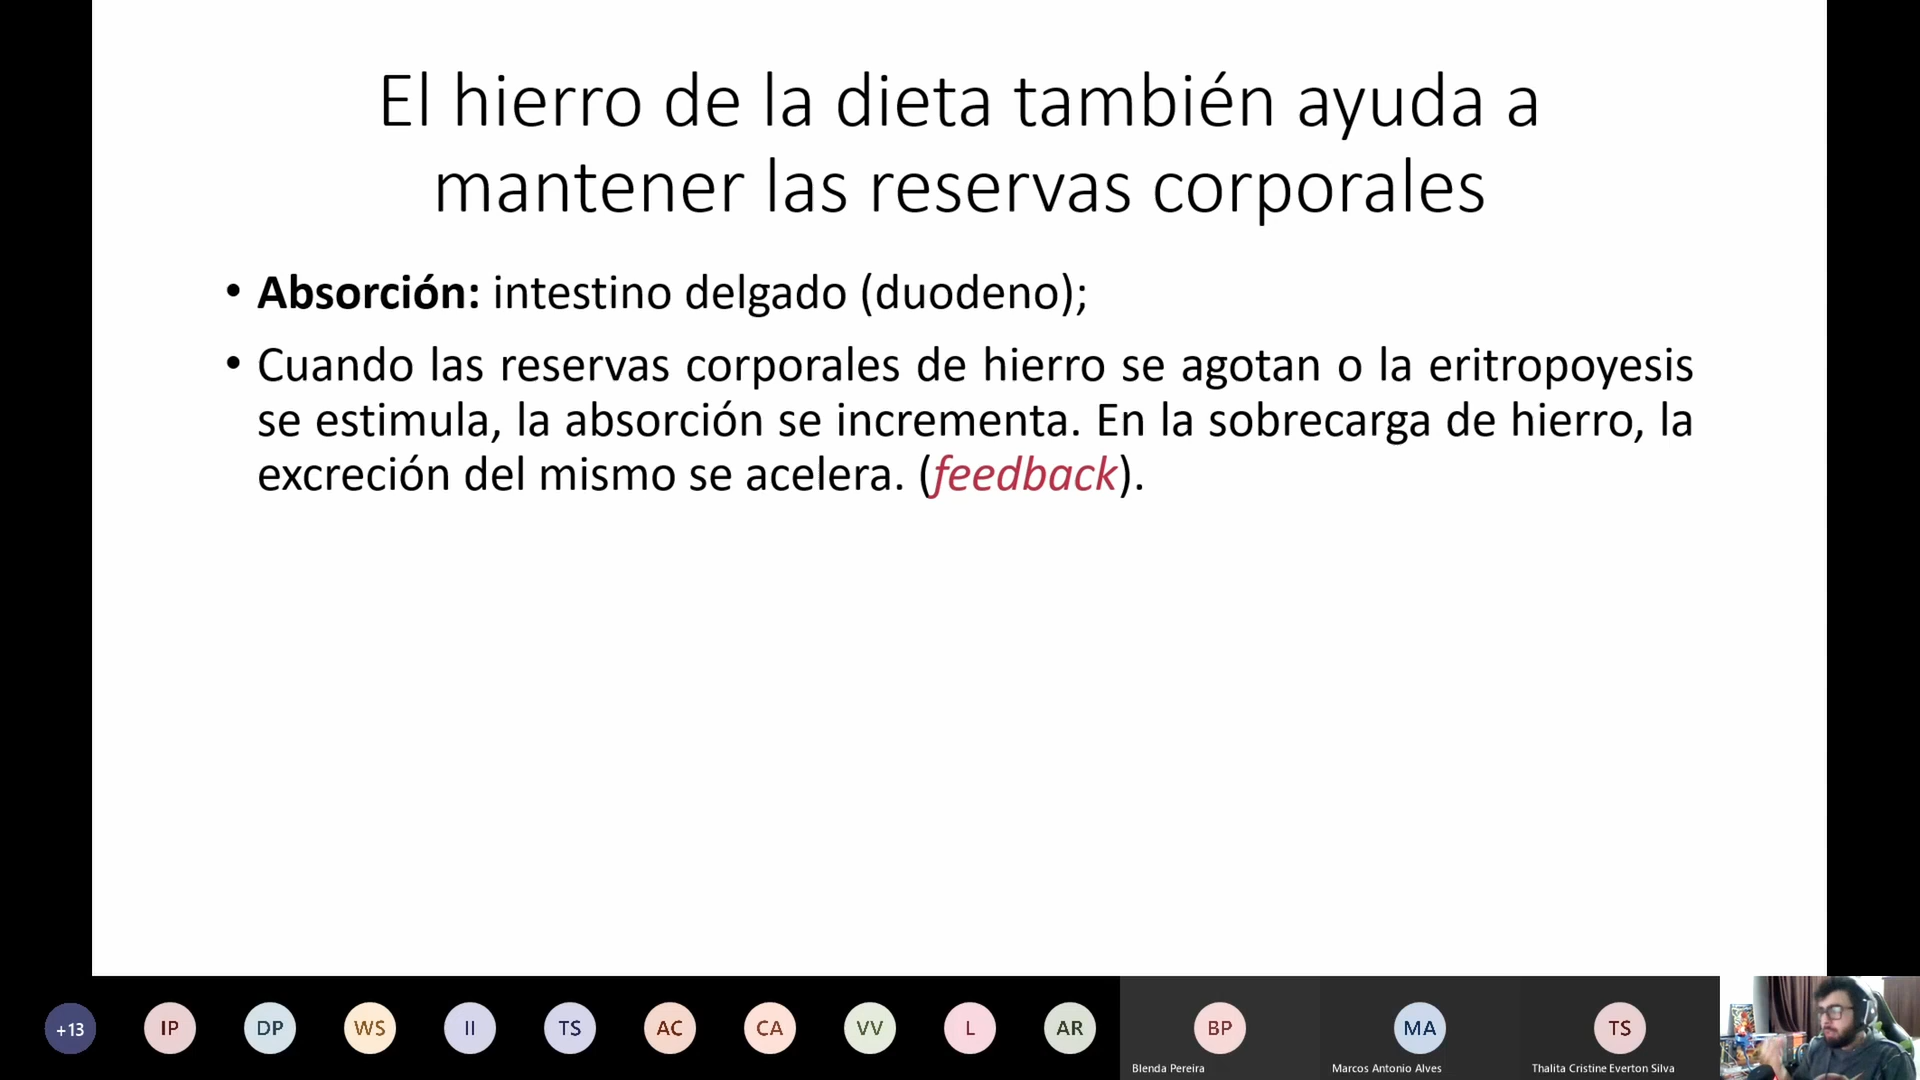 El hierro de la dieta también ayuda a
mantener las reservas corporales
• Absorción: intestino delgado (duodeno);
• Cuando las reservas corporales de hierro se agotan o la eritropoyesis
se estimula, la absorción se incrementa. En la sobrecarga de hierro, la
excreción del mismo se acelera. (feedback).
+13 IP DP WS II TS AC CA VV L AR BP MA TS
Blenda Pereira Marcos Antonio Alves Thalita Cristine Everton Silva